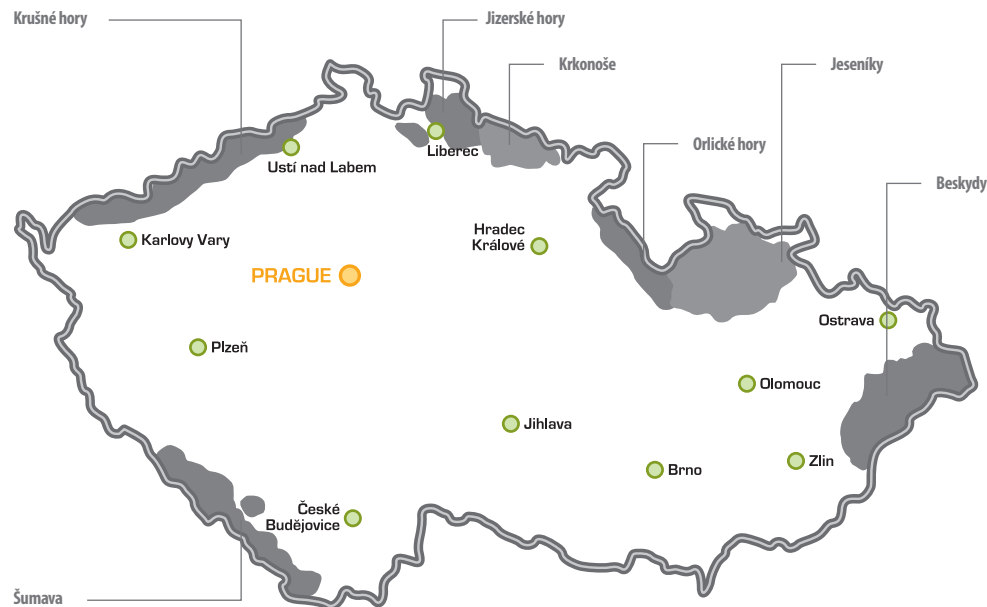 Krušné hory
Jizerské hory
Krkonoše
Jeseníky
Orlické hory
Beskydy
Liberec
Ustí nad Labem
Karlovy Vary
Hradec
Králové
PRAGUE
Ostrava
Plzeň
Olomouc
Jihlava
Zlin
Brno
České
Budějovice
Šumava